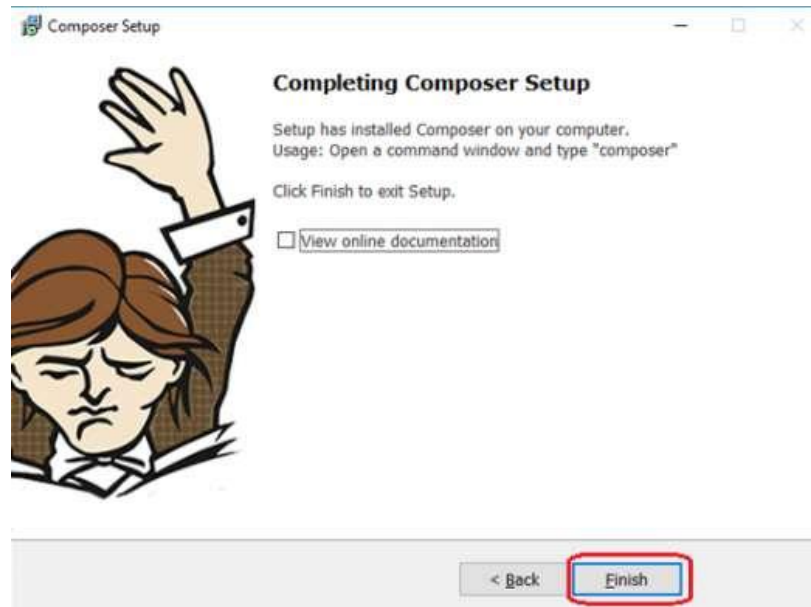 Composer Setup
Completing Composer Setup
Setup has installed Composer on your computer.
Usage: Open a command window and type "composer"
Click Finish to exit Setup.
View online documentation
< Back
Finish